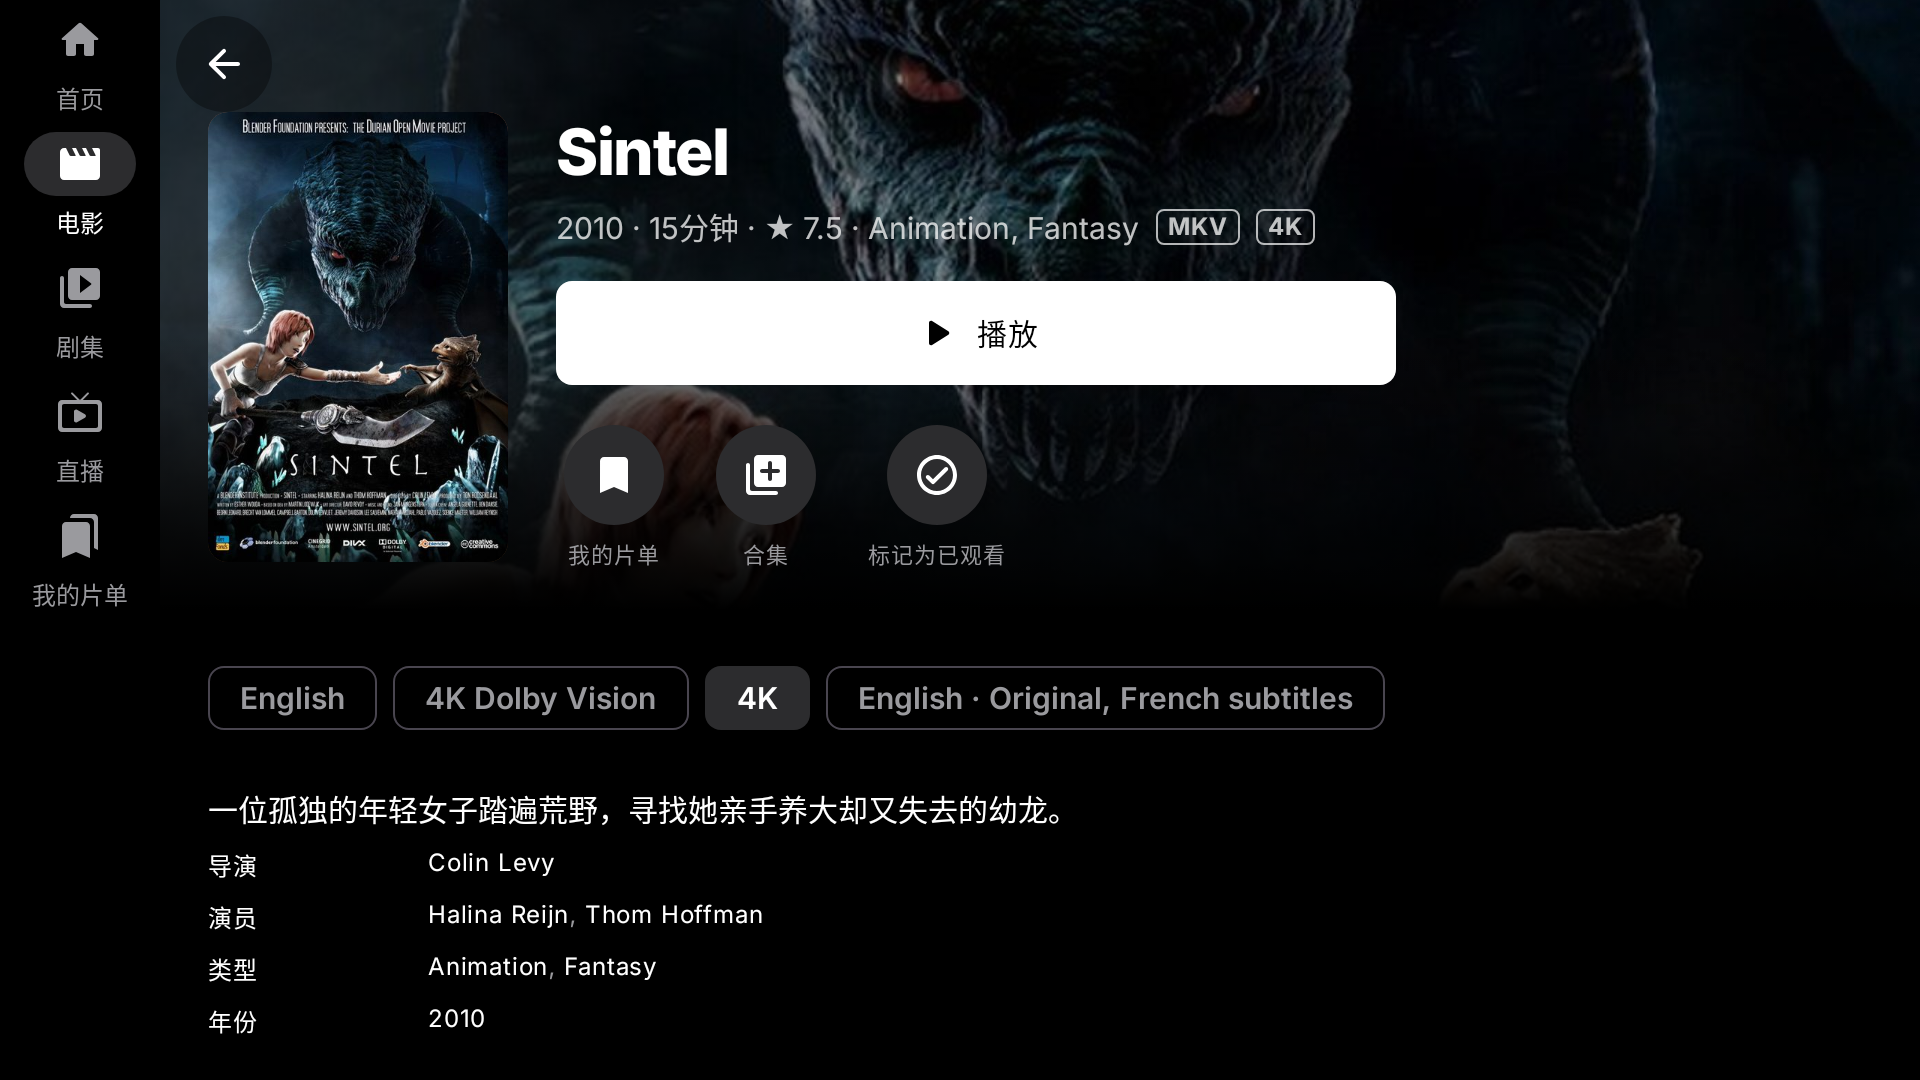 首页
电影
剧集
直播
我的片单
BLENDER FOUNDATION PRESENTS: THE DURIAN OPEN MOVIE PROJECT
SINTEL
WWW.SINTEL.ORG
Sintel
2010 · 15分钟 · ★ 7.5 · Animation, Fantasy MKV 4K
播放
我的片单
合集
标记为已观看
English
4K Dolby Vision
4K
English · Original, French subtitles
一位孤独的年轻女子踏遍荒野，寻找她亲手养大却又失去的幼龙。
导演 Colin Levy
演员 Halina Reijn, Thom Hoffman
类型 Animation, Fantasy
年份 2010